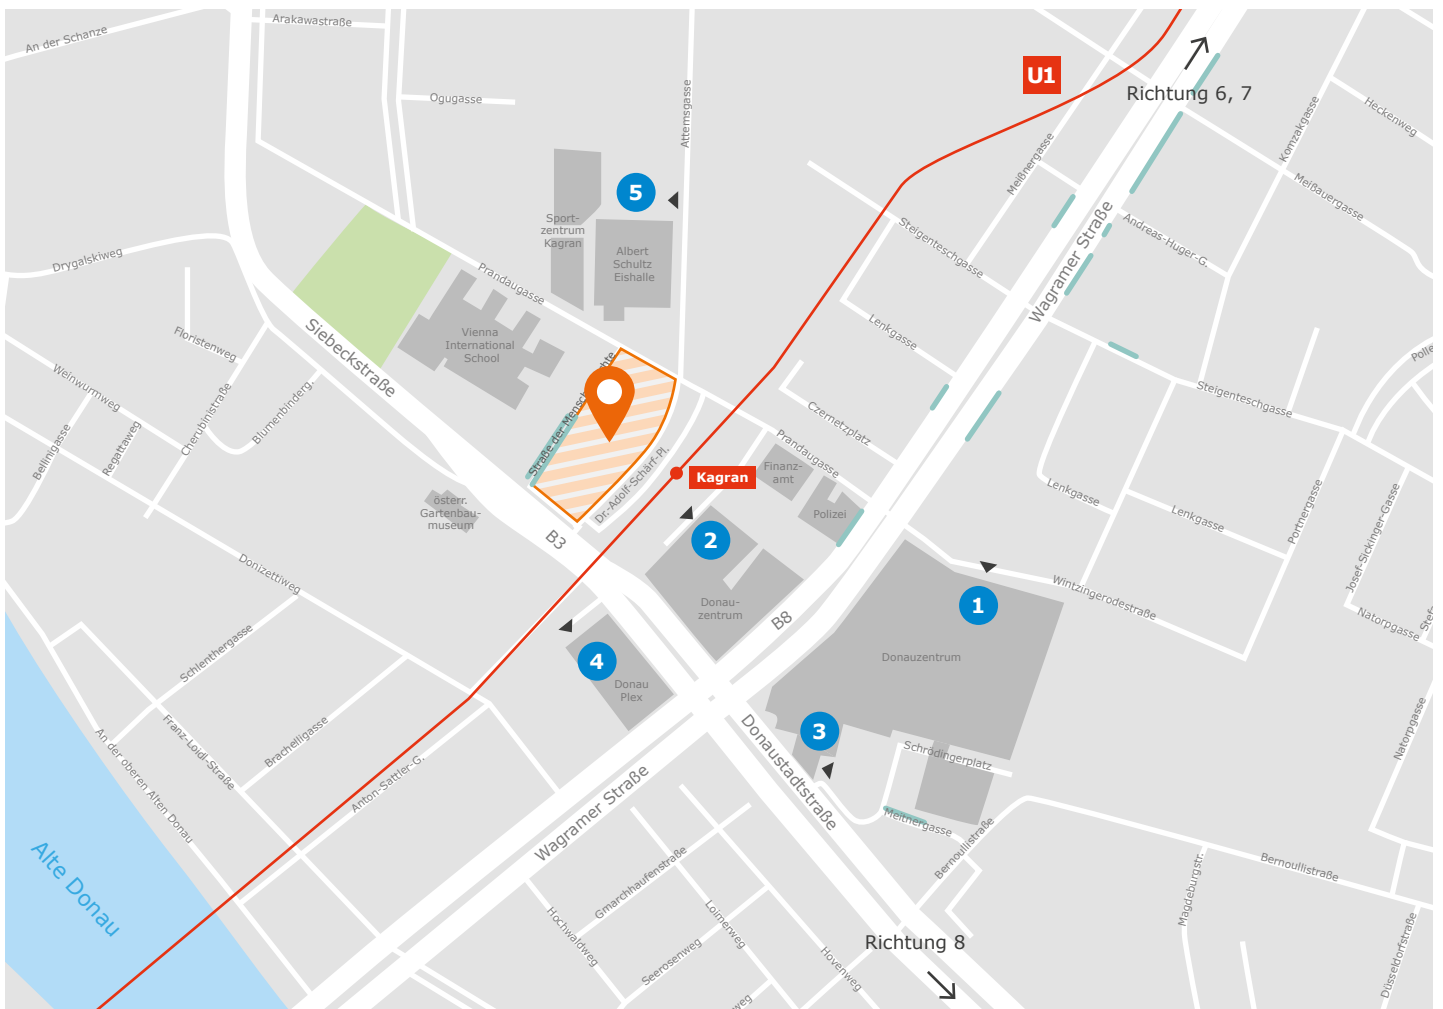 Arakawastraße
An der Schanze
U1
Richtung 6, 7
Ogugasse
Attemsgasse
Komzakgasse
Heckenweg
Meißnergasse
Meißauergasse
5
Sport-
zentrum
Kagran
Albert
Schultz
Eishalle
Steigenteschgasse
Andreas-Huger-G.
Wagramer Straße
Drygalskiweg
Prandaugasse
Siebeckstraße
Vienna
International
School
Floristenweg
Lenkgasse
Weinwurmweg
Cherubinistraße
Blumenbinderg.
Bellinigasse
Regattaweg
Steigenteschgasse
Czernetzplatz
Prandaugasse
Dr.-Adolf-Schärf-Pl.
Kagran
Finanz-
amt
Polizei
Lenkgasse
Lenkgasse
Portnergasse
Josef-Sickinger-Gasse
österr.
Gartenbau-
museum
B3
2
Donau-
zentrum
B8
1
Wintzingerodestraße
Natorpgasse
Donauzentrum
Donizettiweg
Schlenthergasse
4
Donau
Plex
3
Schrödingerplatz
Natorpgasse
Franz-Loidl-Straße
Brachelligasse
An der oberen Alten Donau
Anton-Sattler-G.
Donaustadtstraße
Wagramer Straße
Meitnergasse
Bernoullistraße
Bernoullistraße
Alte Donau
Gmarchhaufenstraße
Magdeburgstr.
Hochwaldweg
Loimerweg
Seerosenweg
Hovenweg
Richtung 8
Düsseldorfstraße